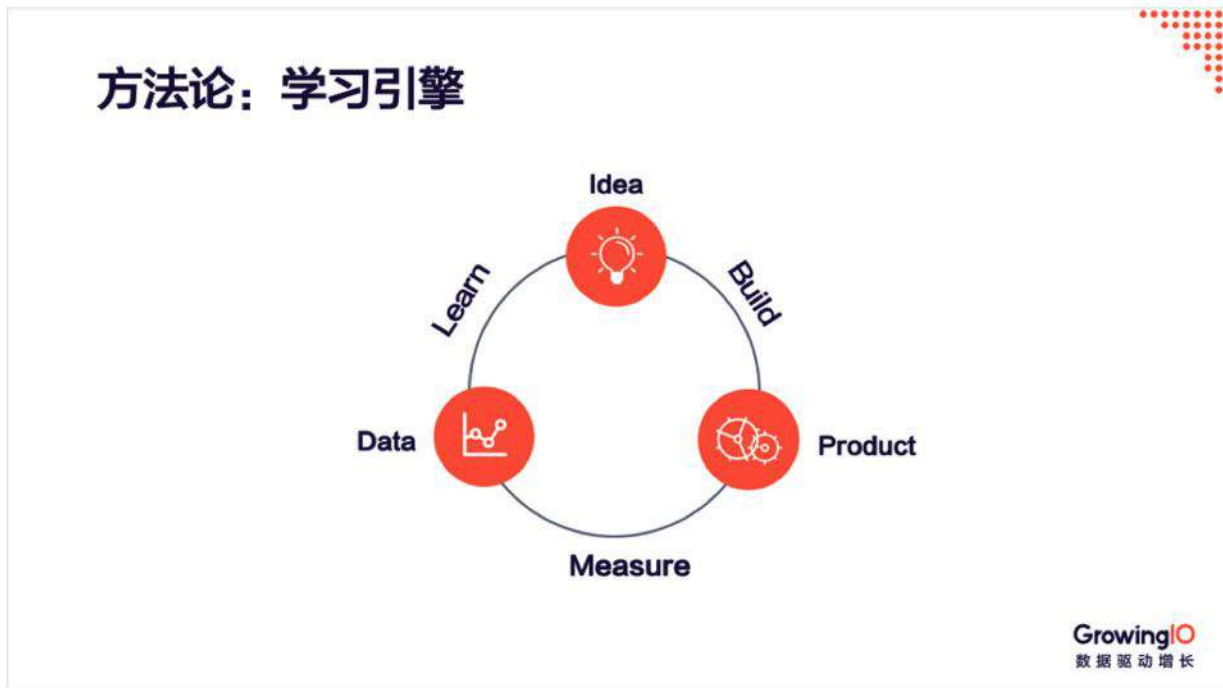 方法论：学习引擎
Idea
Learn
Build
Data
Product
Measure
GrowingIO
数据驱动增长